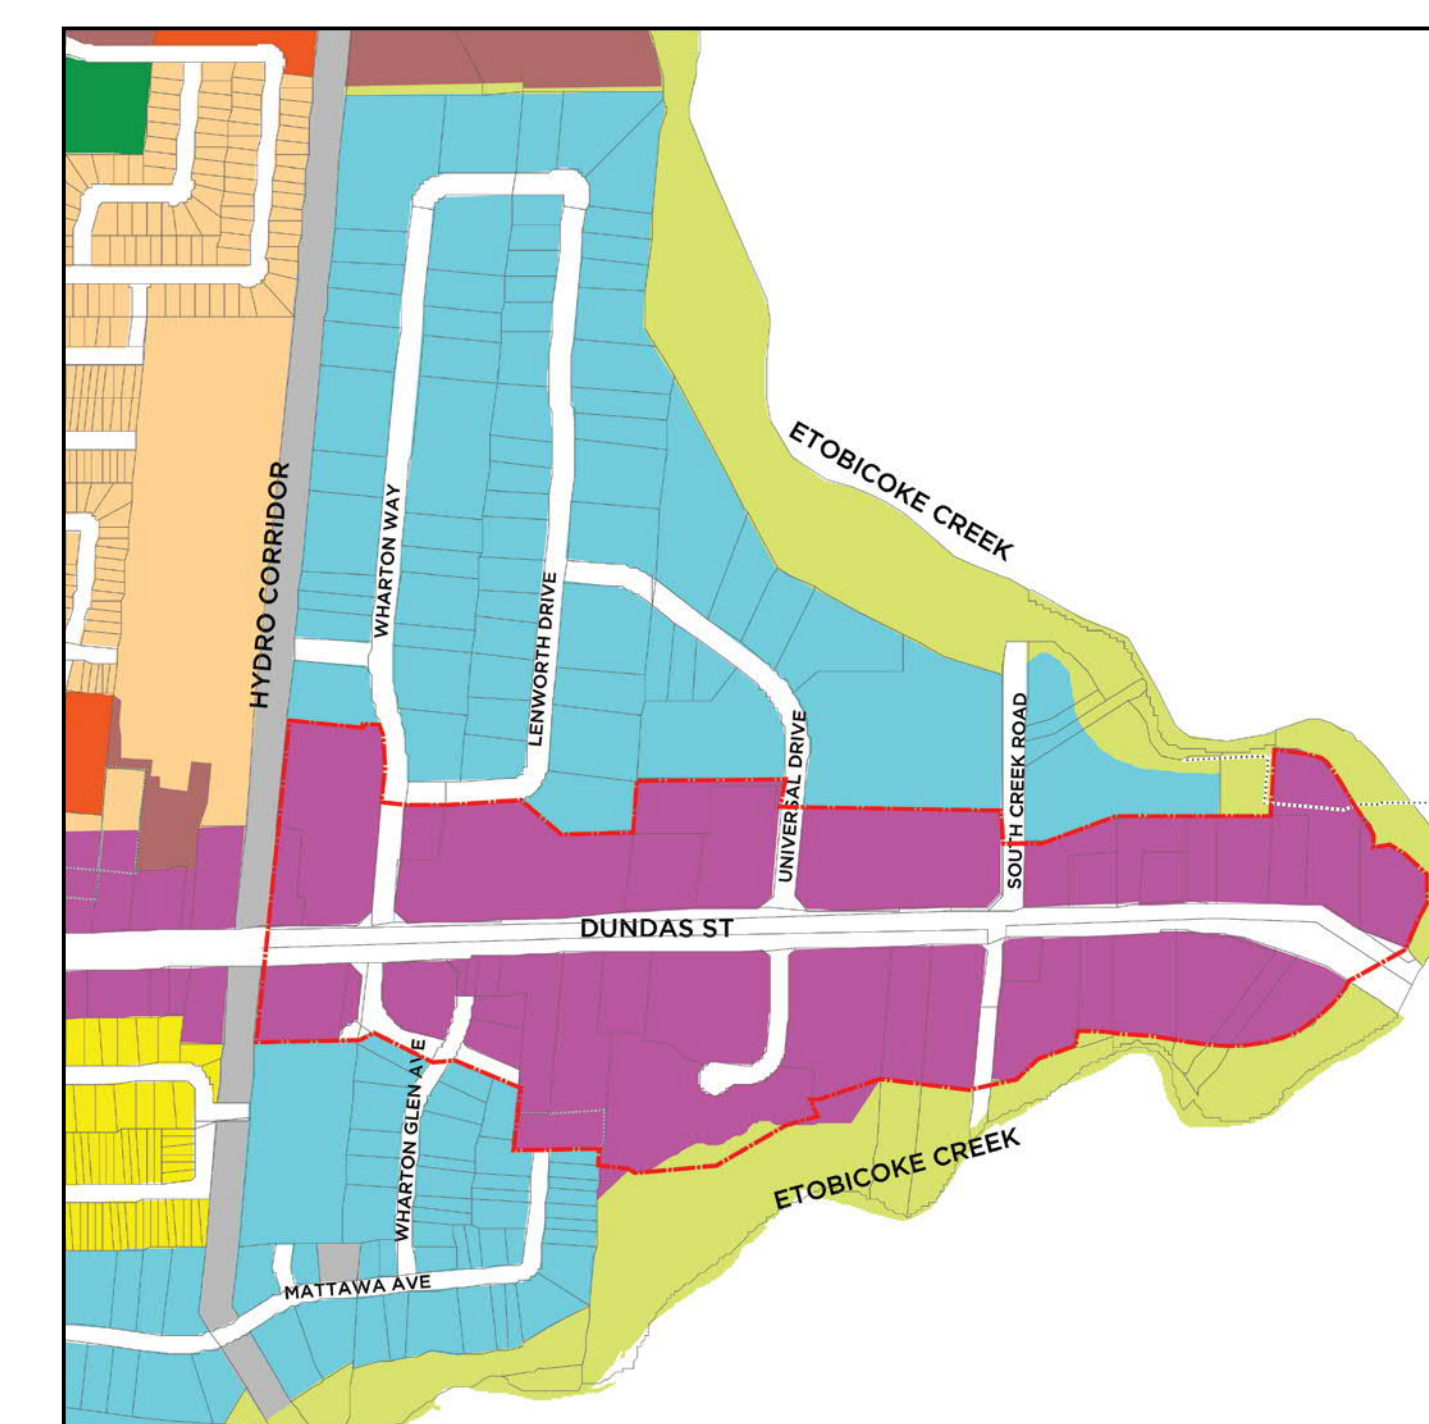 ETOBICOKE CREEK
HYDRO CORRIDOR
WHARTON WAY
LENWORTH DRIVE
UNIVERSAL DRIVE
SOUTH CREEK ROAD
DUNDAS ST
WHARTON GLEN AVE
ETOBICOKE CREEK
MATTAWA AVE